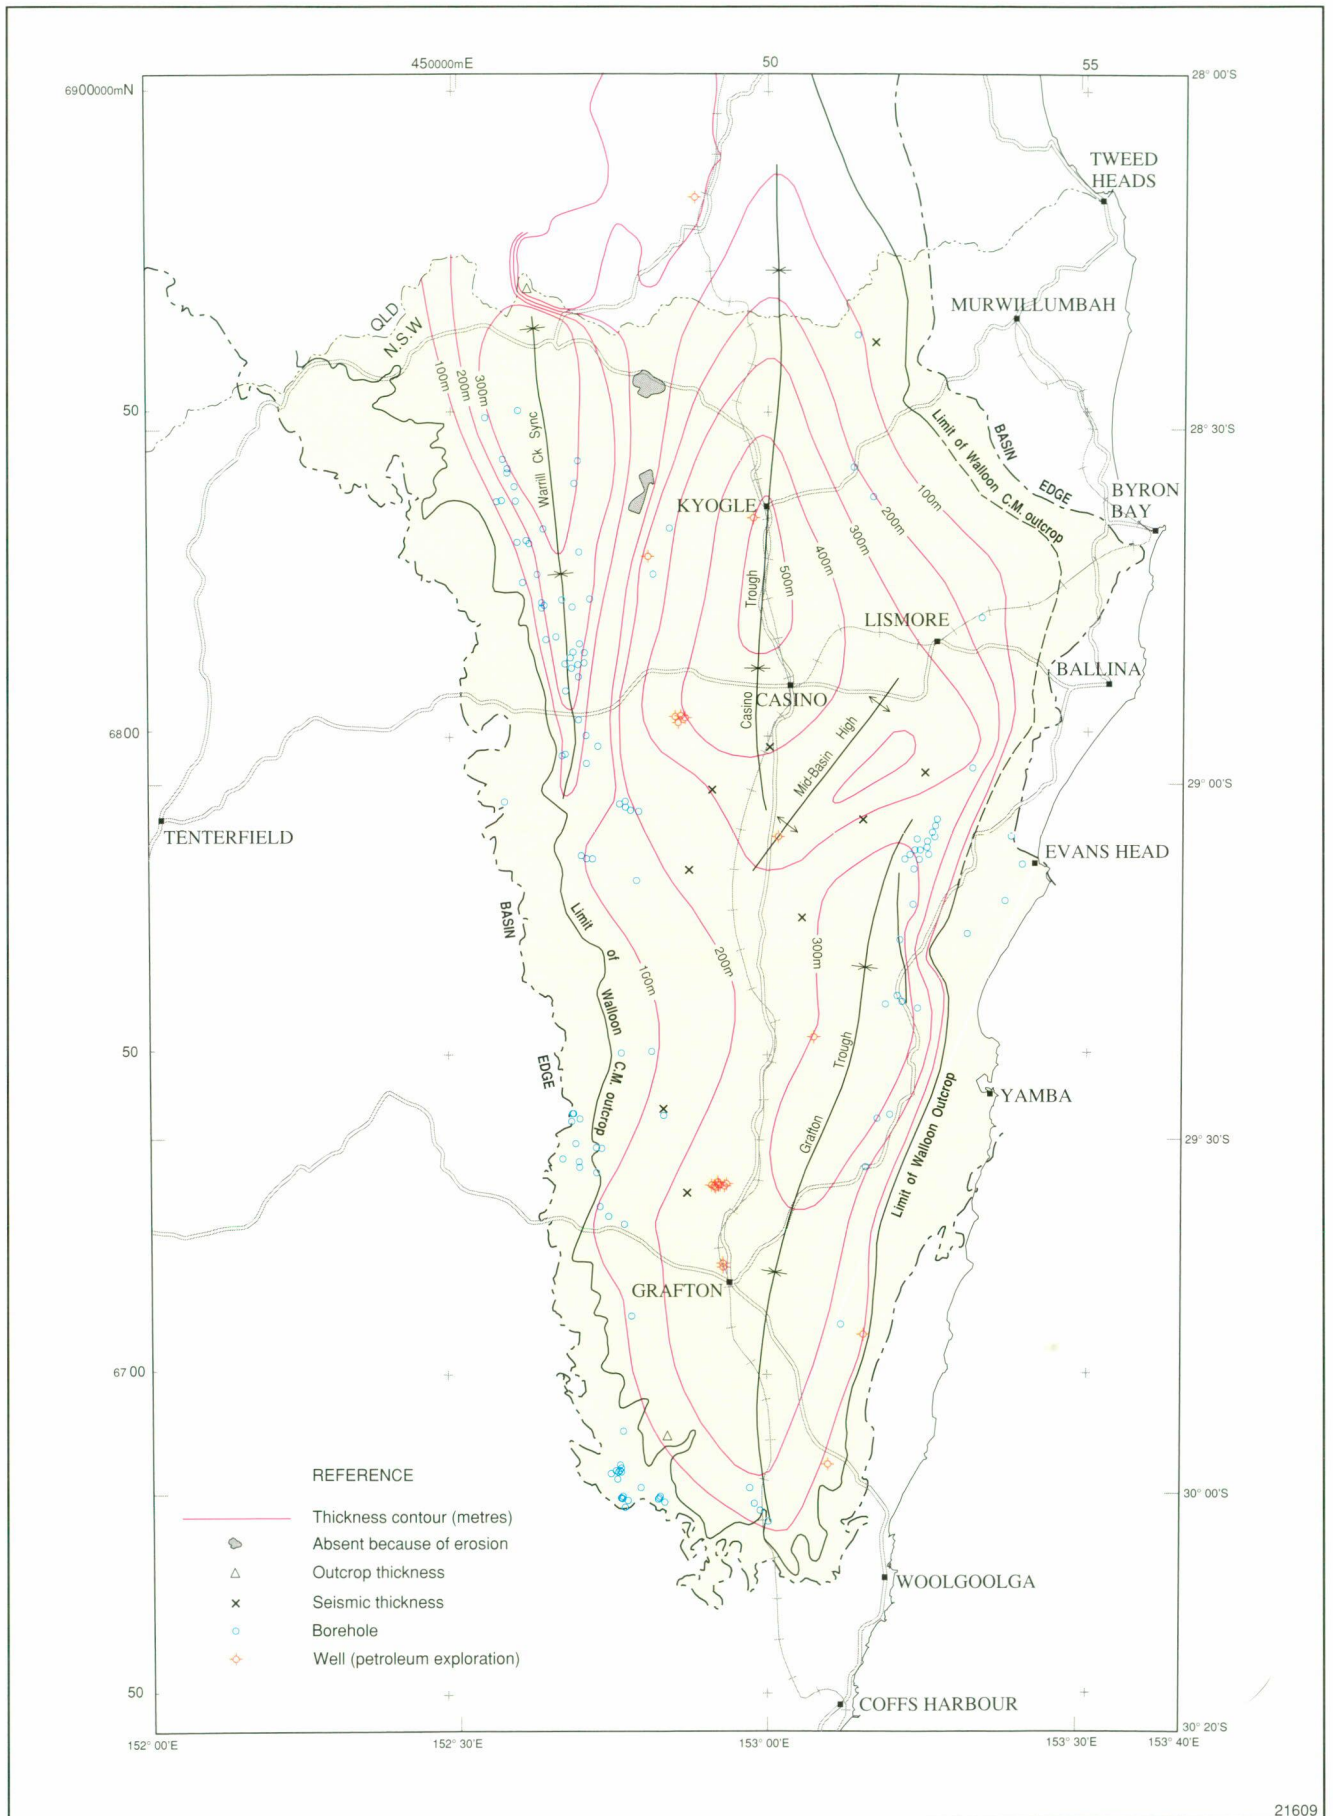 450000mE
50
55
6900000mN
28° 00'S
TWEED
HEADS
QLD
N.S.W
MURWILLUMBAH
100m
200m
300m
Warrill Ck Sync
50
28° 30'S
Limit of Walloon C.M. outcrop
BASIN
EDGE
BYRON
BAY
KYOGLE
100m
200m
300m
400m
500m
Trough
Casino
LISMORE
BALLINA
CASINO
6800
Mid-Basin High
29° 00'S
TENTERFIELD
EVANS HEAD
BASIN
EDGE
Limit of Walloon C.M. outcrop
100m
200m
300m
50
Trough
Grafton
YAMBA
29° 30'S
Limit of Walloon Outcrop
GRAFTON
6700
REFERENCE
Thickness contour (metres)
Absent because of erosion
Outcrop thickness
Seismic thickness
Borehole
Well (petroleum exploration)
30° 00'S
WOOLGOOLGA
50
COFFS HARBOUR
30° 20'S
152° 00'E
152° 30'E
153° 00'E
153° 30'E
153° 40'E
21609